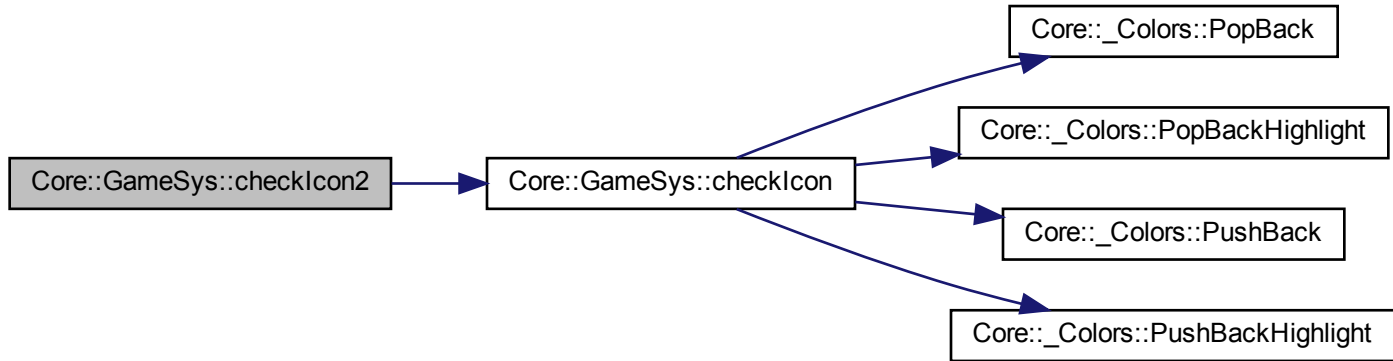 Core::_Colors::PopBack
Core::_Colors::PopBackHighlight
Core::GameSys::checkIcon2
Core::GameSys::checkIcon
Core::_Colors::PushBack
Core::_Colors::PushBackHighlight